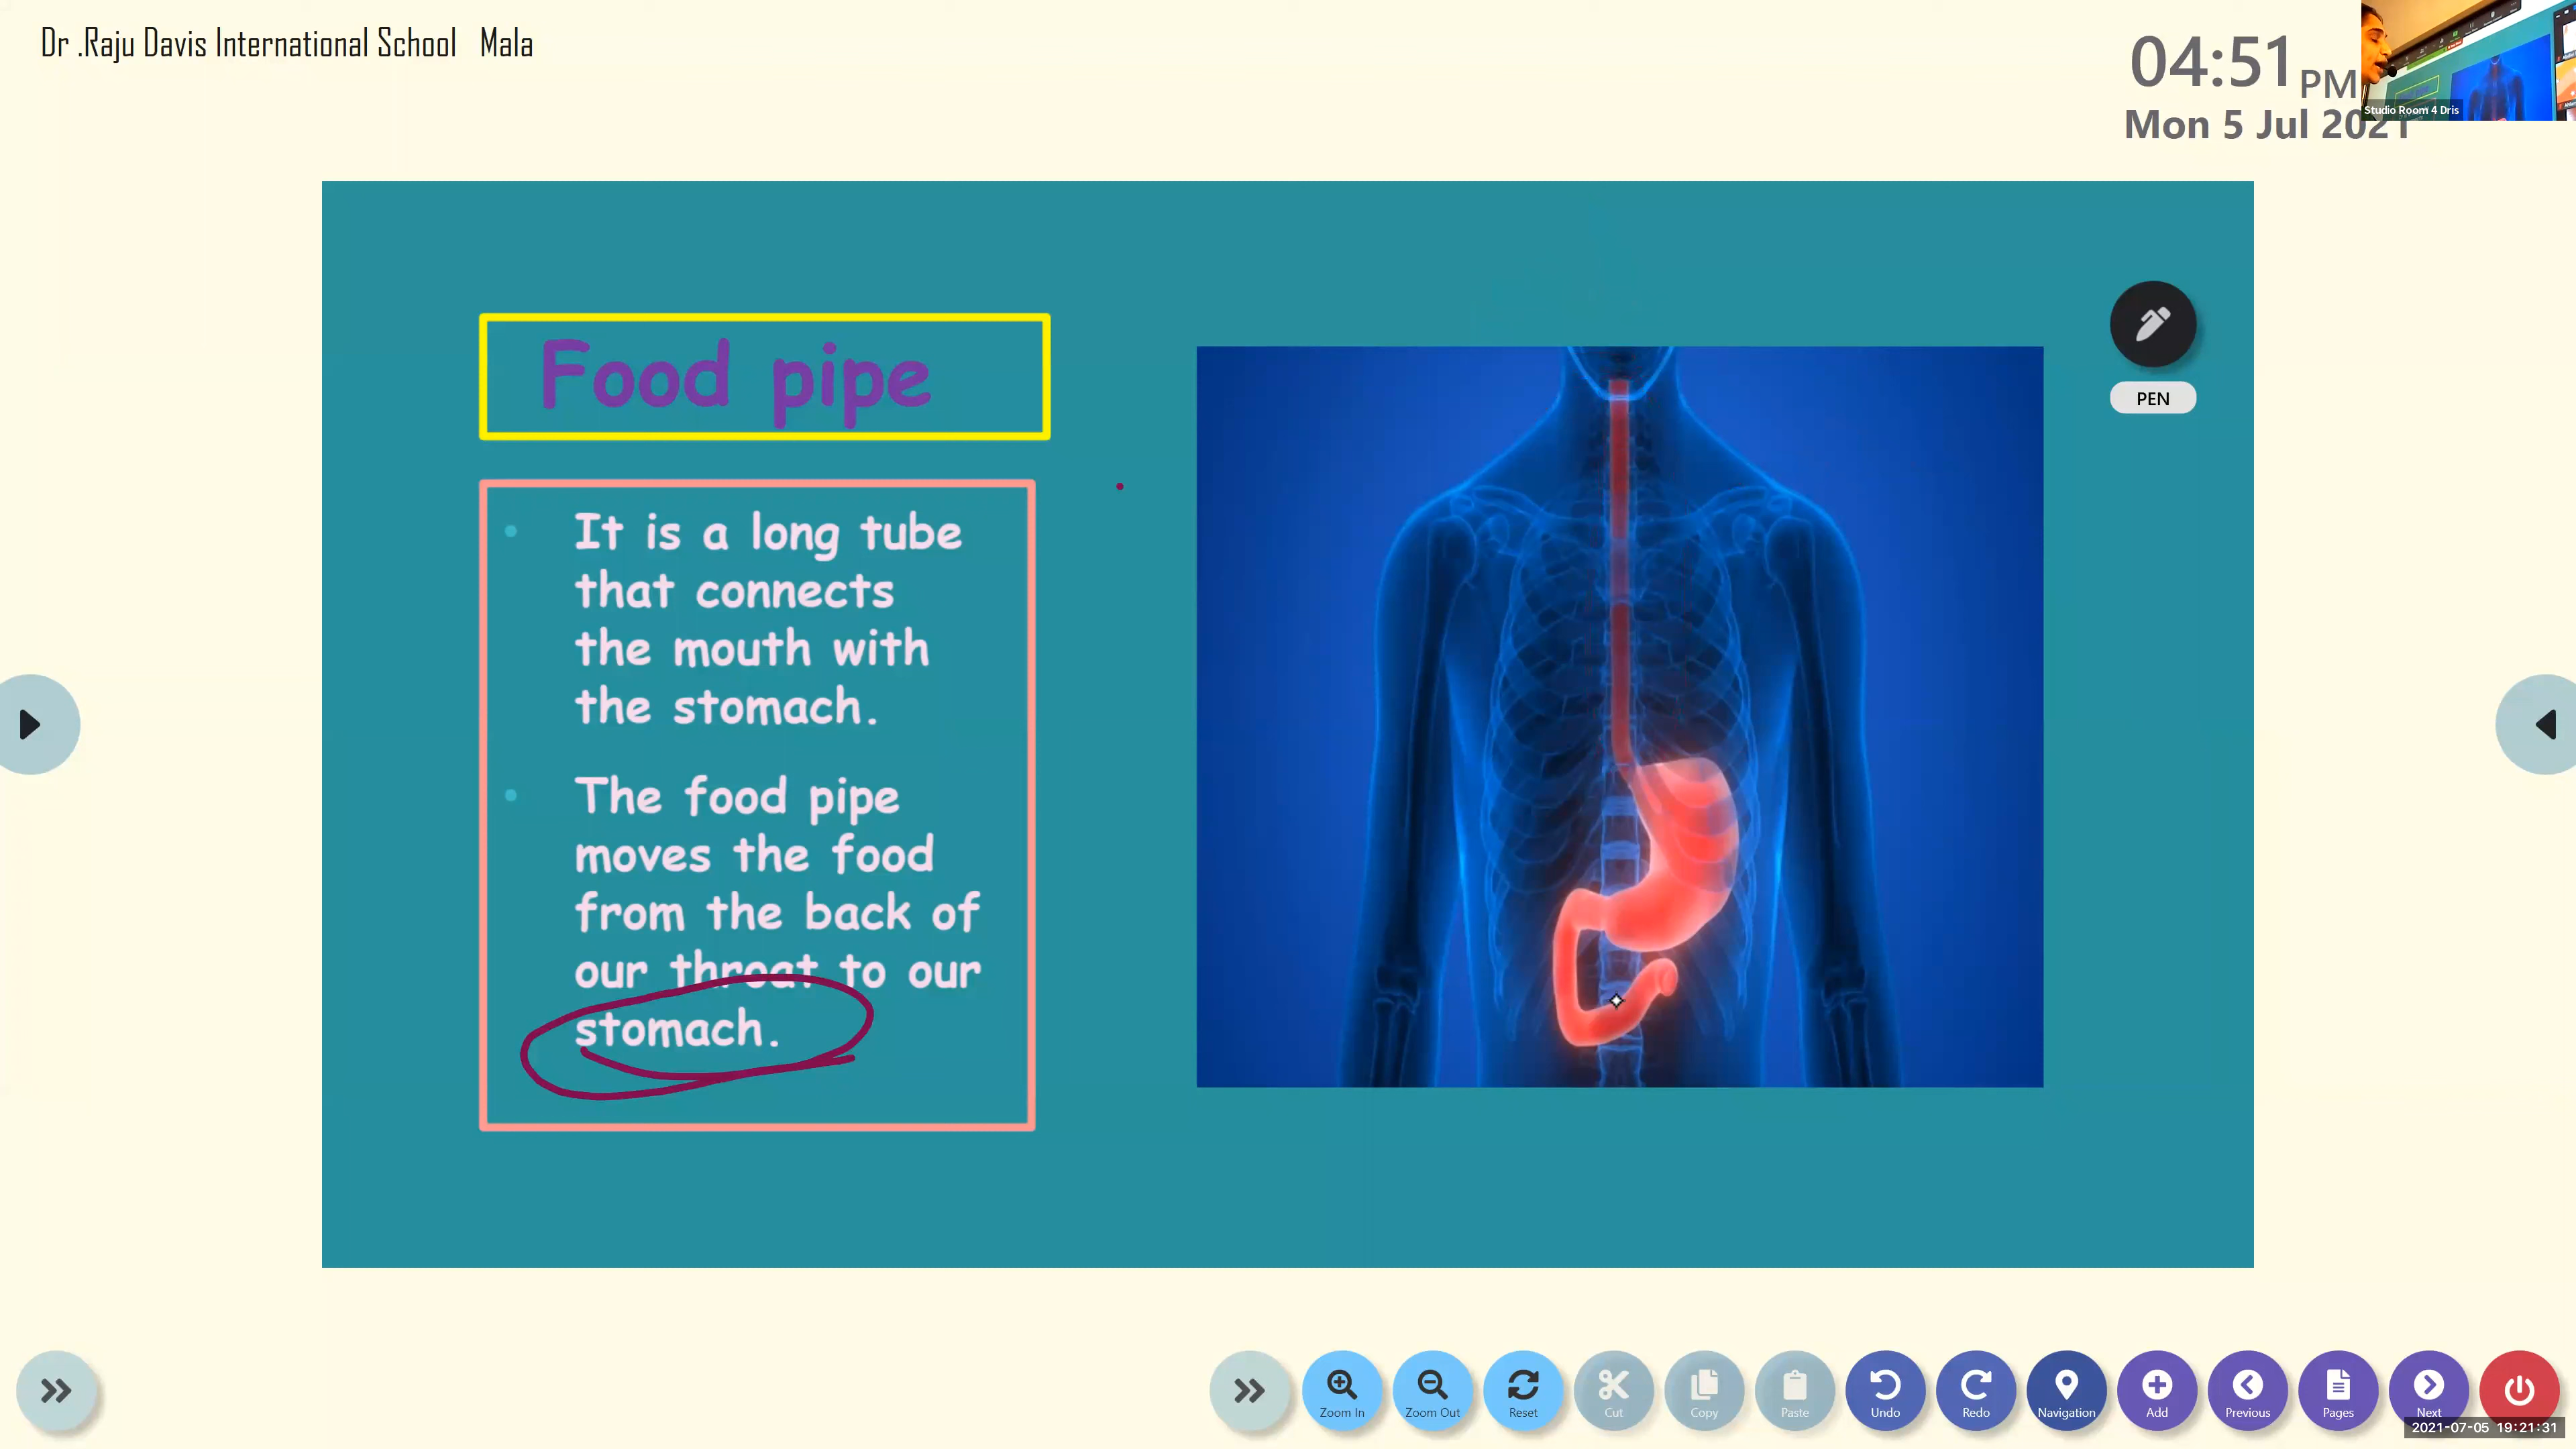 Dr .Raju Davis International School Mala
04:51 PM
Mon 5 Jul 2021
Studio Room 4 Dris
Food pipe
PEN
It is a long tube
that connects
the mouth with
the stomach.
The food pipe
moves the food
from the back of
our throat to our
stomach.
Zoom In
Zoom Out
Reset
Cut
Copy
Paste
Undo
Redo
Navigation
Add
Previous
Pages
Next
2021-07-05 19:21:31